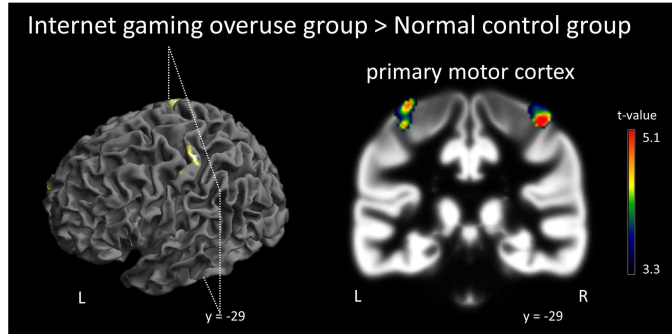 Internet gaming overuse group > Normal control group
primary motor cortex
t-value
5.1
3.3
L
y = -29
L
R
y = -29